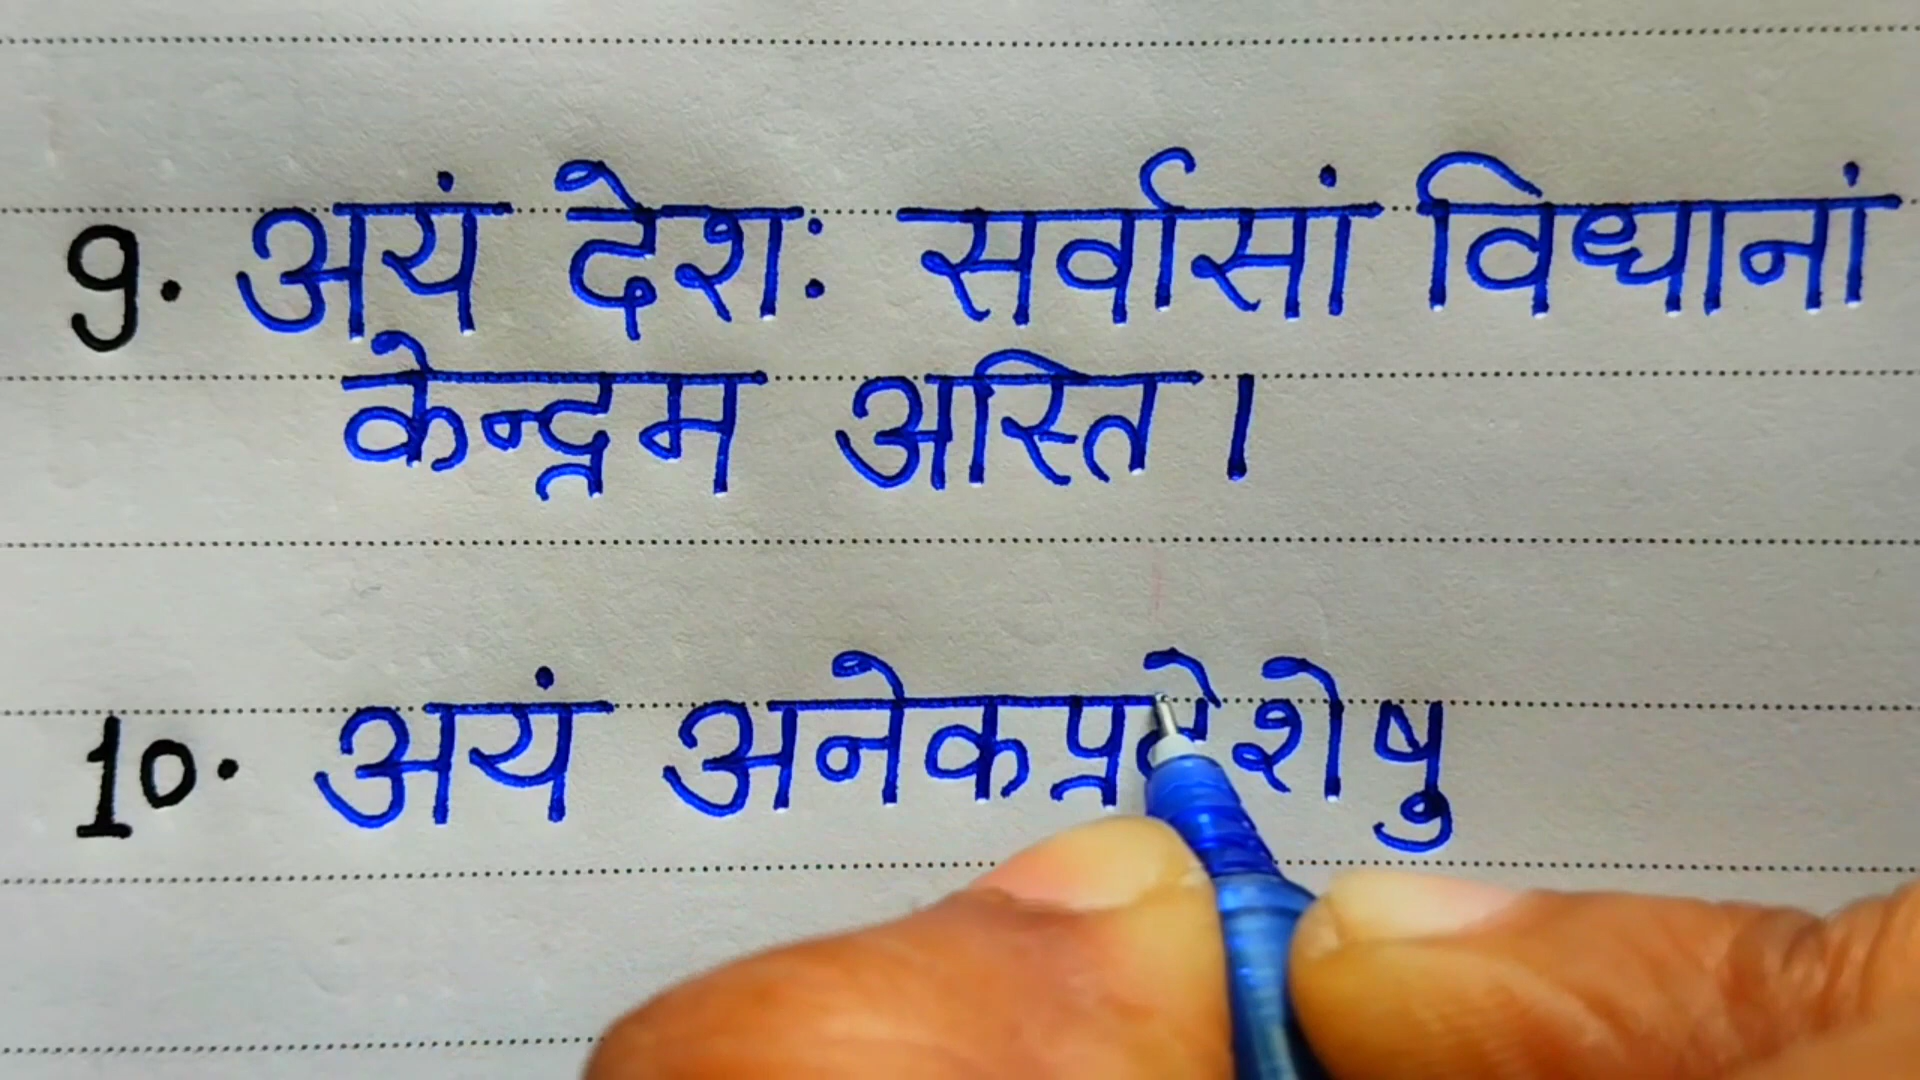 9. अयं देशः सर्वासां विधानां
केन्द्रम अस्ति ।
10. अयं अनेकप्रदेशेषु